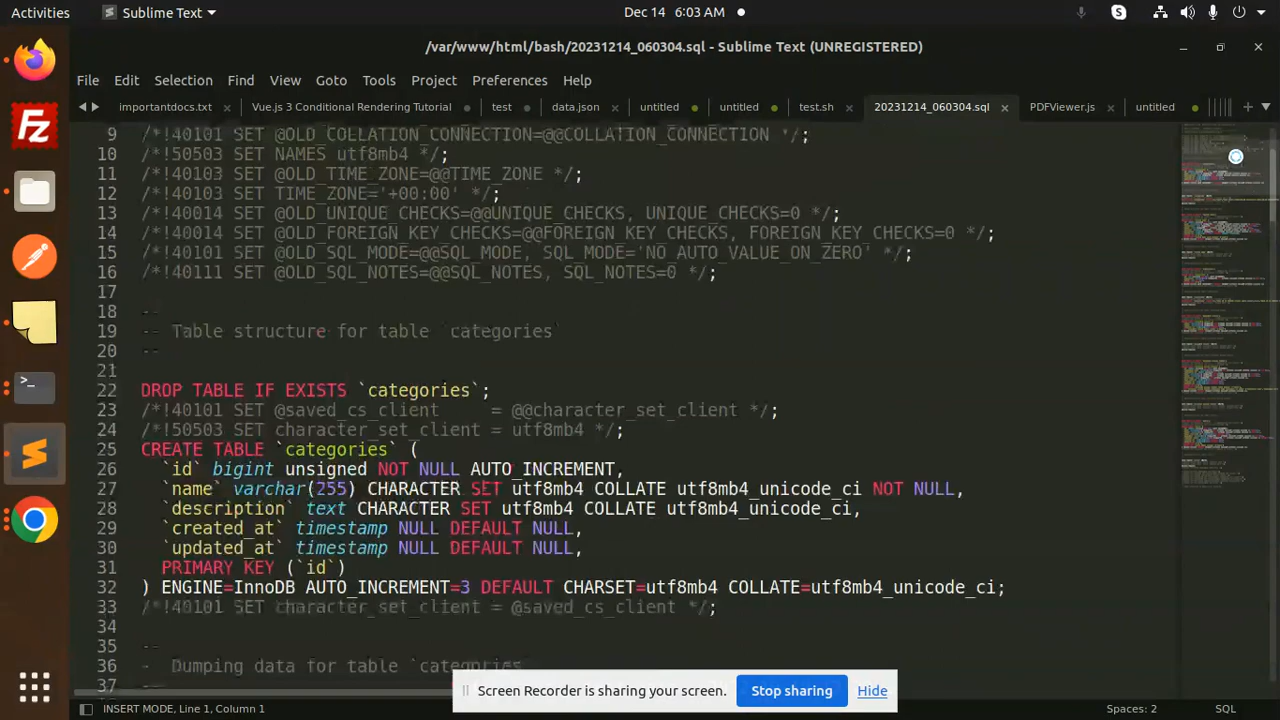 Activities
Sublime Text
Dec 14 6:03 AM
/var/www/html/bash/20231214_060304.sql - Sublime Text (UNREGISTERED)
File Edit Selection Find View Goto Tools Project Preferences Help
importantdocs.txt
Vue.js 3 Conditional Rendering Tutorial
test
data.json
untitled
untitled
test.sh
20231214_060304.sql
PDFViewer.js
untitled
9 /*!40101 SET @OLD_COLLATION_CONNECTION=@@COLLATION_CONNECTION */;
10 /*!50503 SET NAMES utf8mb4 */;
11 /*!40103 SET @OLD_TIME_ZONE=@@TIME_ZONE */;
12 /*!40103 SET TIME_ZONE='+00:00' */;
13 /*!40014 SET @OLD_UNIQUE_CHECKS=@@UNIQUE_CHECKS, UNIQUE_CHECKS=0 */;
14 /*!40014 SET @OLD_FOREIGN_KEY_CHECKS=@@FOREIGN_KEY_CHECKS, FOREIGN_KEY_CHECKS=0 */;
15 /*!40101 SET @OLD_SQL_MODE=@@SQL_MODE, SQL_MODE='NO_AUTO_VALUE_ON_ZERO' */;
16 /*!40111 SET @OLD_SQL_NOTES=@@SQL_NOTES, SQL_NOTES=0 */;
17
18 --
19 -- Table structure for table `categories`
20 --
21
22 DROP TABLE IF EXISTS `categories`;
23 /*!40101 SET @saved_cs_client     = @@character_set_client */;
24 /*!50503 SET character_set_client = utf8mb4 */;
25 CREATE TABLE `categories` (
26 `id` bigint unsigned NOT NULL AUTO_INCREMENT,
27 `name` varchar(255) CHARACTER SET utf8mb4 COLLATE utf8mb4_unicode_ci NOT NULL,
28 `description` text CHARACTER SET utf8mb4 COLLATE utf8mb4_unicode_ci,
29 `created_at` timestamp NULL DEFAULT NULL,
30 `updated_at` timestamp NULL DEFAULT NULL,
31 PRIMARY KEY (`id`)
32 ) ENGINE=InnoDB AUTO_INCREMENT=3 DEFAULT CHARSET=utf8mb4 COLLATE=utf8mb4_unicode_ci;
33 /*!40101 SET character_set_client = @saved_cs_client */;
34
35 --
36 - Dumping data for table `categories
37 --
Screen Recorder is sharing your screen.
Stop sharing
Hide
INSERT MODE, Line 1, Column 1
Spaces: 2
SQL